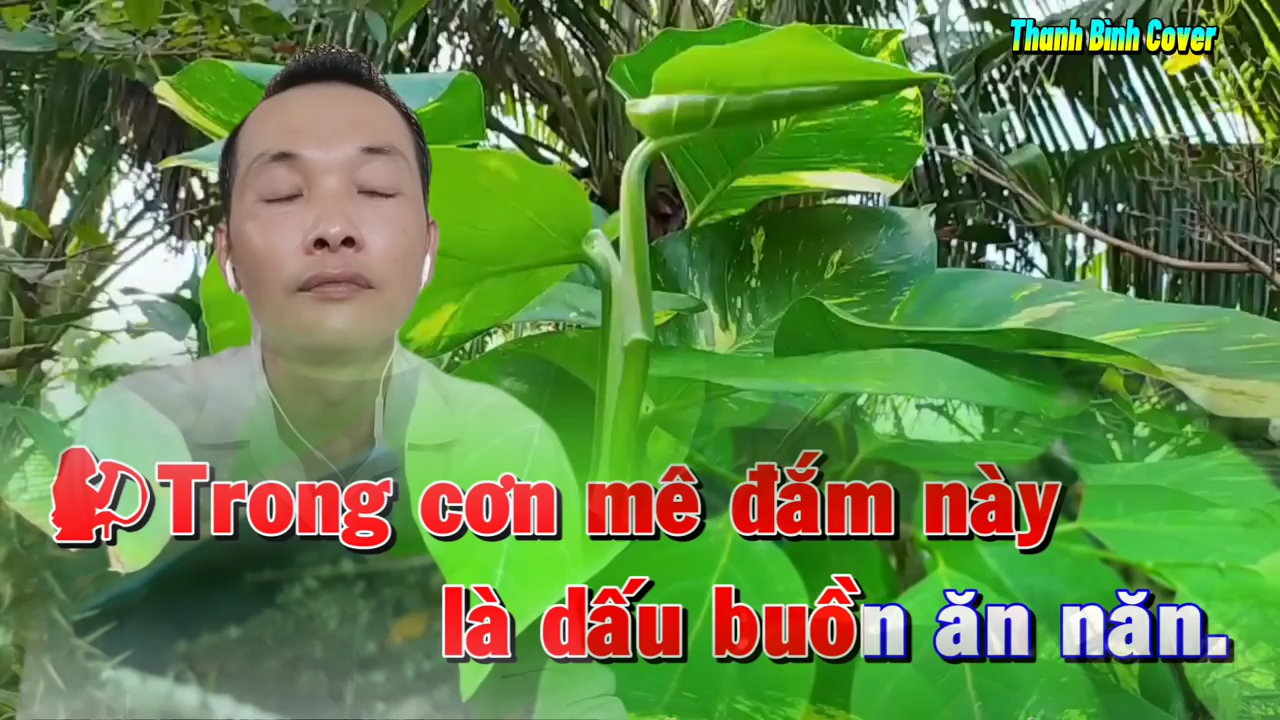 Thanh Bình Cover
Trong cơn mê đắm này
là dấu buồn ăn năn.